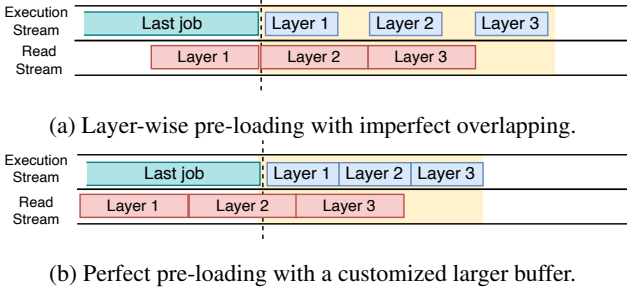 Execution
Stream
Last job
Layer 1
Layer 2
Layer 3
Read
Stream
Layer 1
Layer 2
Layer 3
(a) Layer-wise pre-loading with imperfect overlapping.
Execution
Stream
Last job
Layer 1
Layer 2
Layer 3
Read
Stream
Layer 1
Layer 2
Layer 3
(b) Perfect pre-loading with a customized larger buffer.